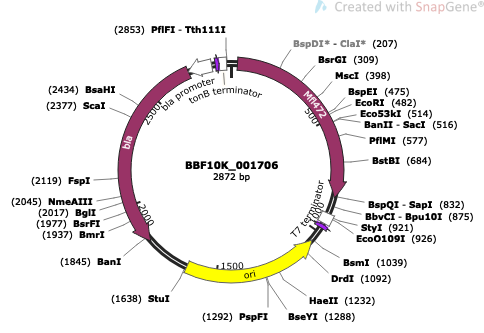 Created with SnapGene®
(2853) PflFI - Tth111I
BspDI* - ClaI* (207)
BsrGI (309)
MscI (398)
BspEI (475)
EcoRI (482)
Eco53kI (514)
BanII - SacI (516)
PflMI (577)
BstBI (684)
BspQI - SapI (832)
BbvCI - Bpu10I (875)
StyI (921)
EcoO109I (926)
BsmI (1039)
DrdI (1092)
HaeII (1232)
BseYI (1288)
(1292) PspFI
(1638) StuI
(1845) BanI
(1937) BmrI
(1977) BsrFI
(2017) BglI
(2045) NmeAIII
(2119) FspI
(2377) ScaI
(2434) BsaHI
bla promoter
tonB terminator
Mfl472
T7 terminator
ori
bla
500
1000
1500
2000
2500
BBF10K_001706
2872 bp